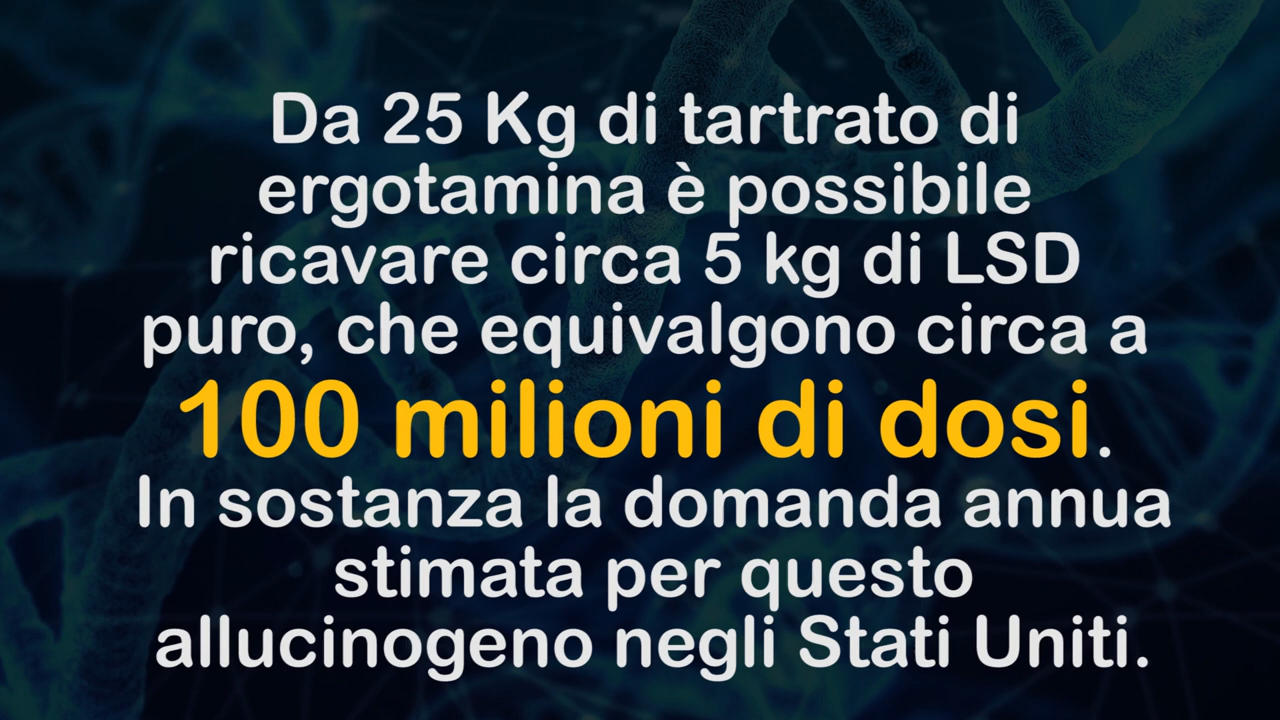 Da 25 Kg di tartrato di
ergotamina è possibile
ricavare circa 5 kg di LSD
puro, che equivalgono circa a
100 milioni di dosi.
In sostanza la domanda annua
stimata per questo
allucinogeno negli Stati Uniti.